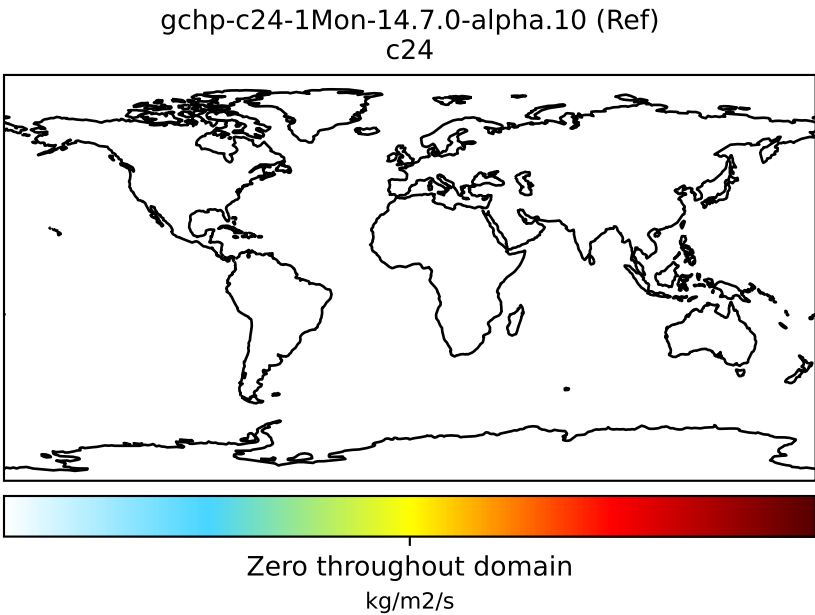 gchp-c24-1Mon-14.7.0-alpha.10 (Ref)
c24
Zero throughout domain
kg/m2/s